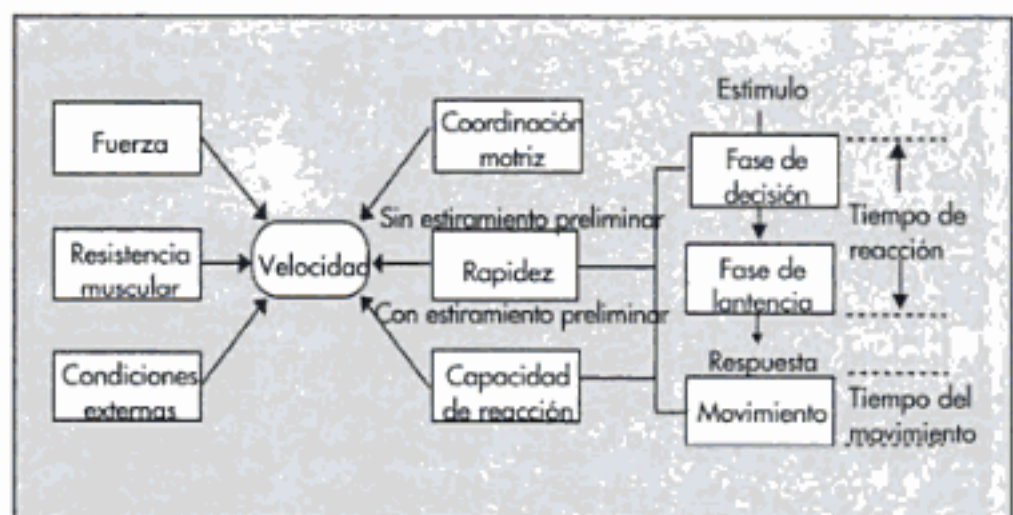 Fuerza
Resistencia
muscular
Condiciones
externas
Velocidad
Coordinación
motriz
Sin estiramiento preliminar
Rapidez
Con estiramiento preliminar
Capacidad
de reacción
Estímulo
Fase de
decisión
Fase de
lantencia
Respuesta
Movimiento
Tiempo de
reacción
Tiempo del
movimiento